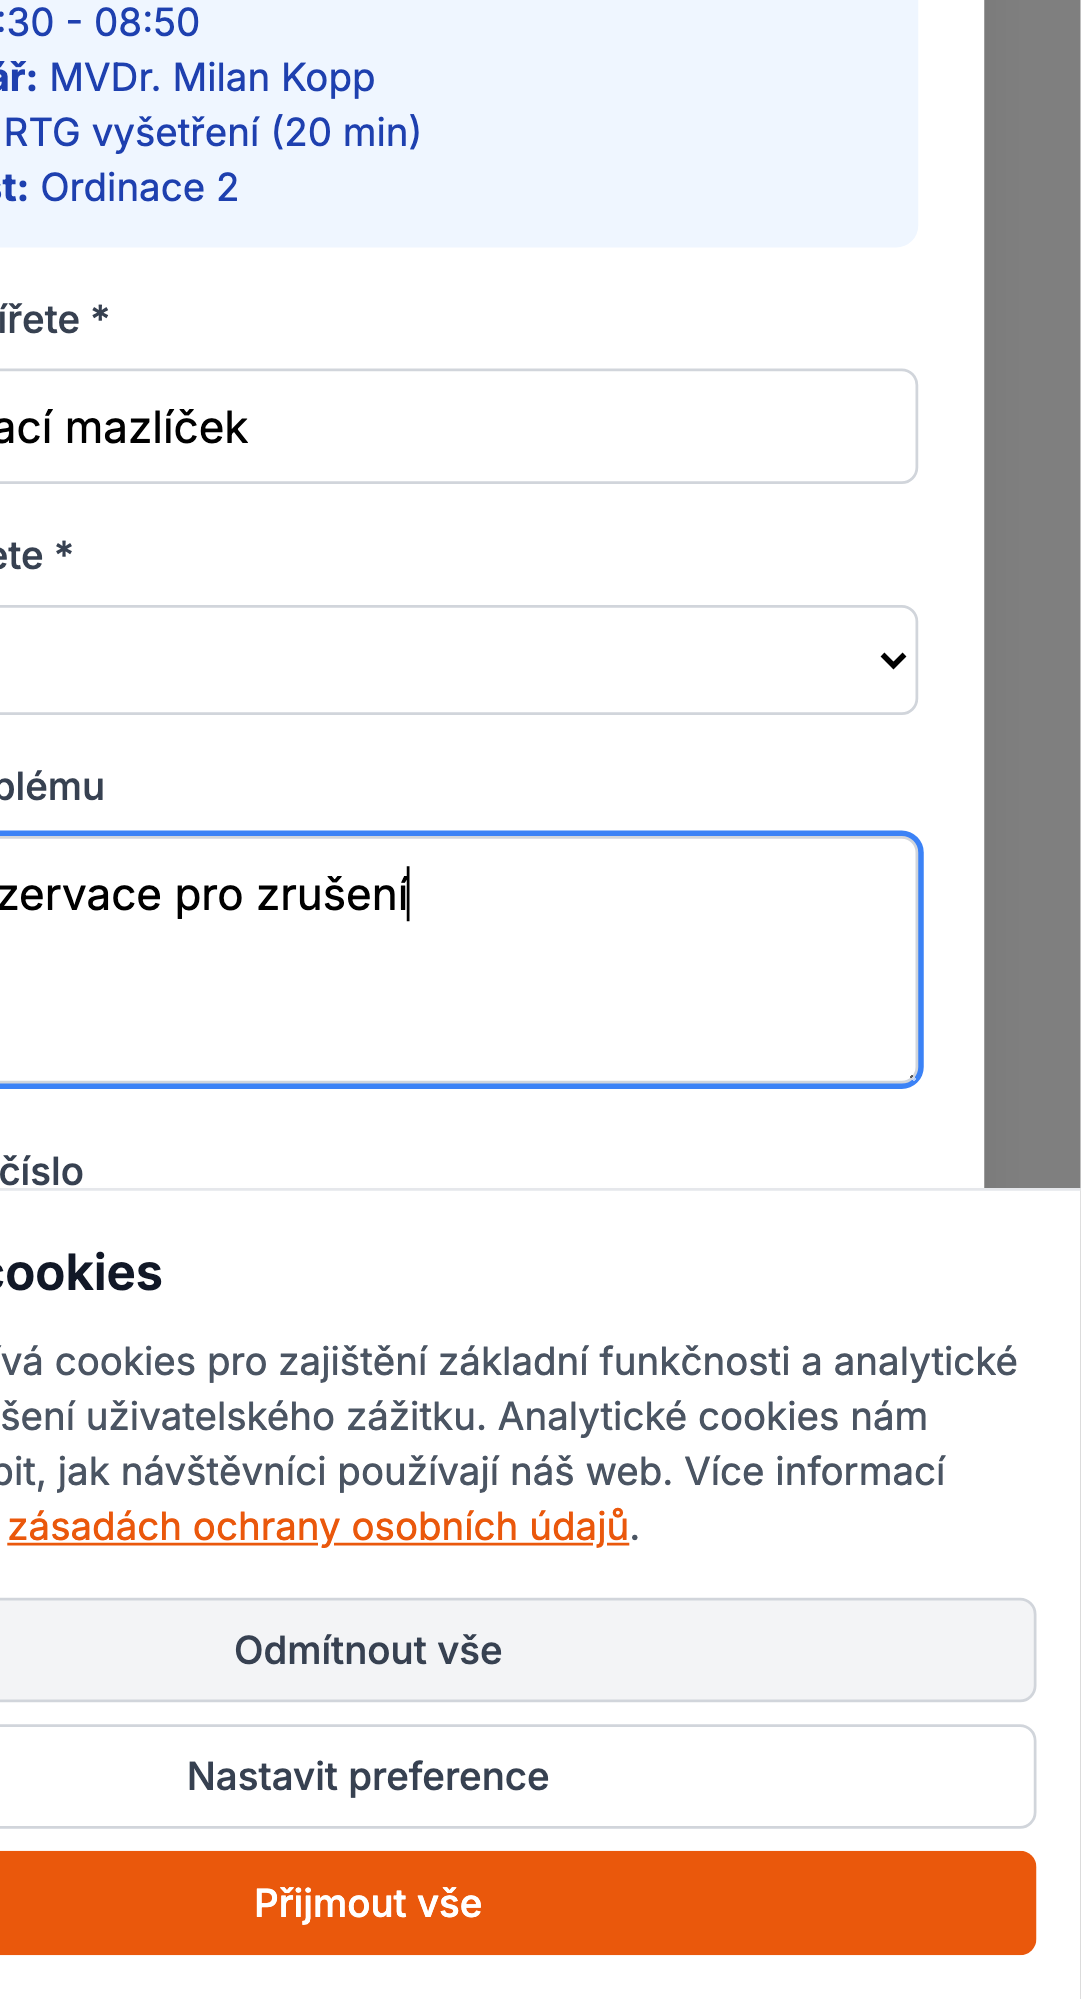 :30 - 08:50
ář: MVDr. Milan Kopp
RTG vyšetření (20 min)
st: Ordinace 2
ířete *
ací mazlíček
ete *
blému
zervace pro zrušení
číslo
cookies
ívá cookies pro zajištění základní funkčnosti a analytické
šení uživatelského zážitku. Analytické cookies nám
pit, jak návštěvníci používají náš web. Více informací
zásadách ochrany osobních údajů.
Odmítnout vše
Nastavit preference
Přijmout vše